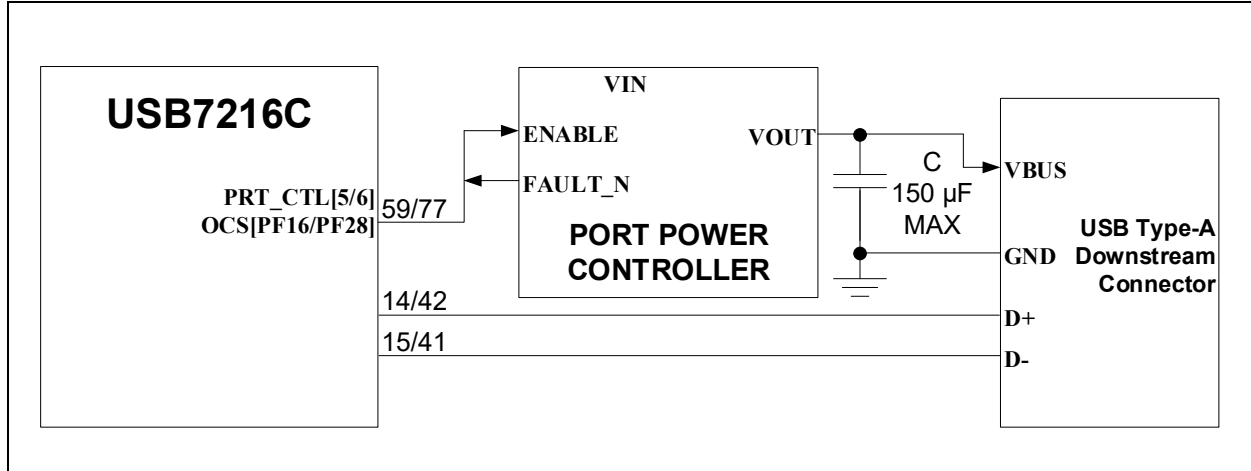 USB7216C
PRT_CTL[5/6]
OCS[PF16/PF28]
59/77
14/42
15/41
VIN
ENABLE
FAULT_N
VOUT
PORT POWER
CONTROLLER
C
150 µF
MAX
VBUS
GND
D+
D-
USB Type-A
Downstream
Connector